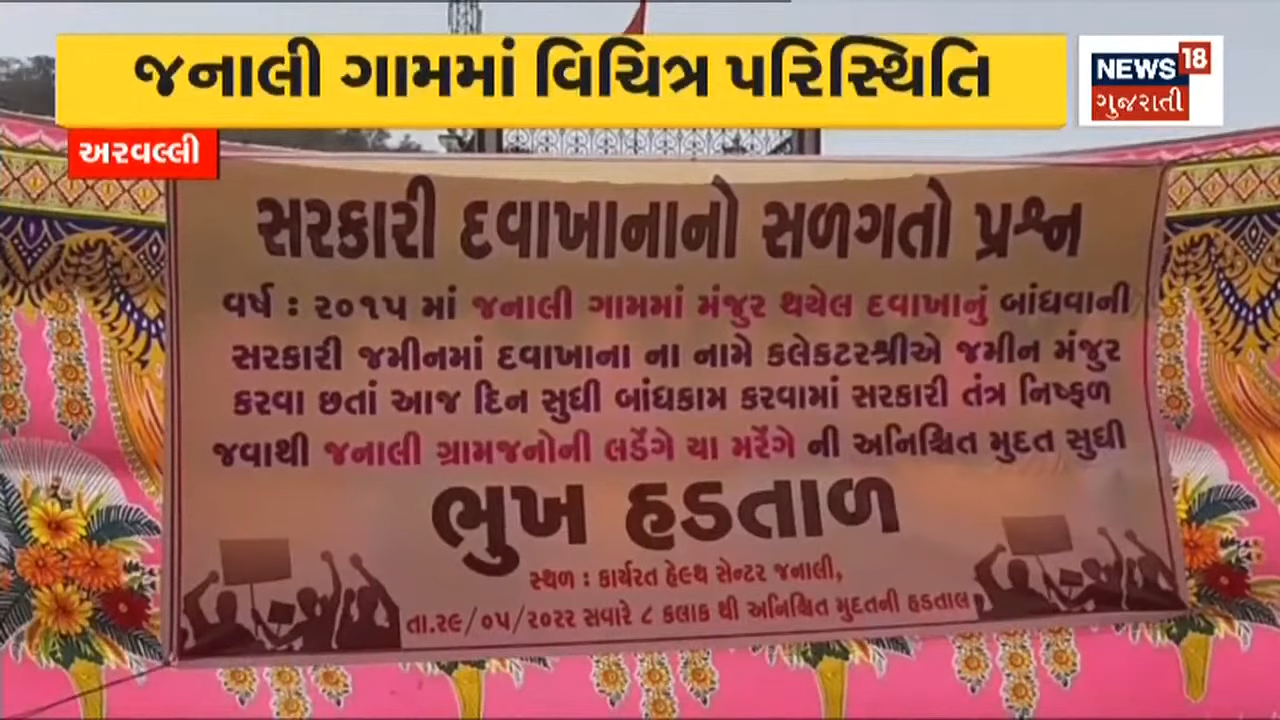 જનાલી ગામમાં વિચિત્ર પરિસ્થિતિ
NEWS 18
ગુજરાતી
અરવલ્લી
સરકારી દવાખાનાનો સળગતો પ્રશ્ન
વર્ષ : ૨૦૧૫ માં જનાલી ગામમાં મંજુર થયેલ દવાખાનું બાંધવાની
સરકારી જમીનમાં દવાખાના ના નામે કલેકટરશ્રીએ જમીન મંજુર
કરવા છતાં આજ દિન સુધી બાંધકામ કરવામાં સરકારી તંત્ર નિષ્ફળ
જવાથી જનાલી ગ્રામજનોની લડેંગે યા મરેંગે ની અનિશ્ચિત મુદત સુધી
ભુખ હડતાળ
સ્થળ : કાર્યરત હેલ્થ સેન્ટર જનાલી,
તા.૨૯/૦૫/૨૦૨૨ સવારે ૮ કલાક થી અનિશ્ચિત મુદતની હડતાલ